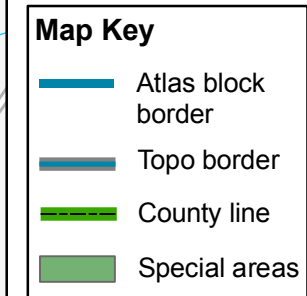 Map Key
Atlas block
border
Topo border
County line
Special areas